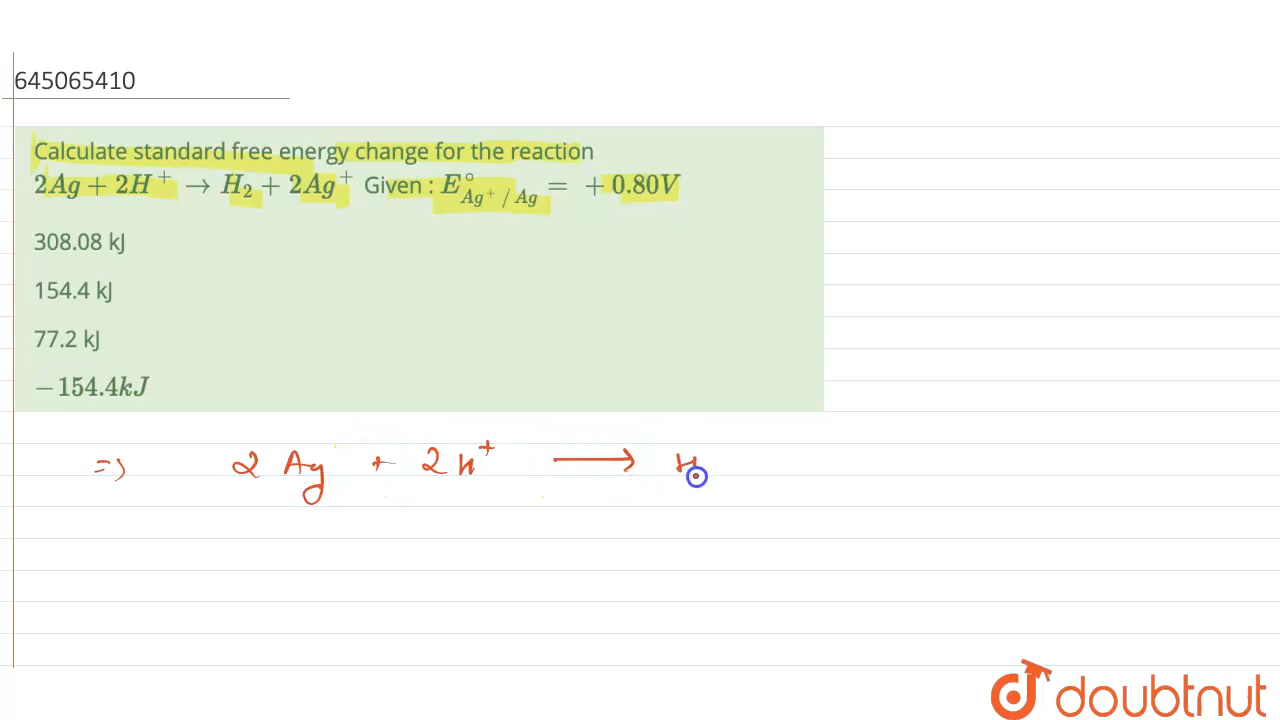 645065410
Calculate standard free energy change for the reaction
2Ag + 2H⁺ → H₂ + 2Ag⁺ Given : E°Ag⁺/Ag = +0.80V
308.08 kJ
154.4 kJ
77.2 kJ
−154.4kJ
=> 2 Ag + 2 H⁺ ⟶ H
doubtnut